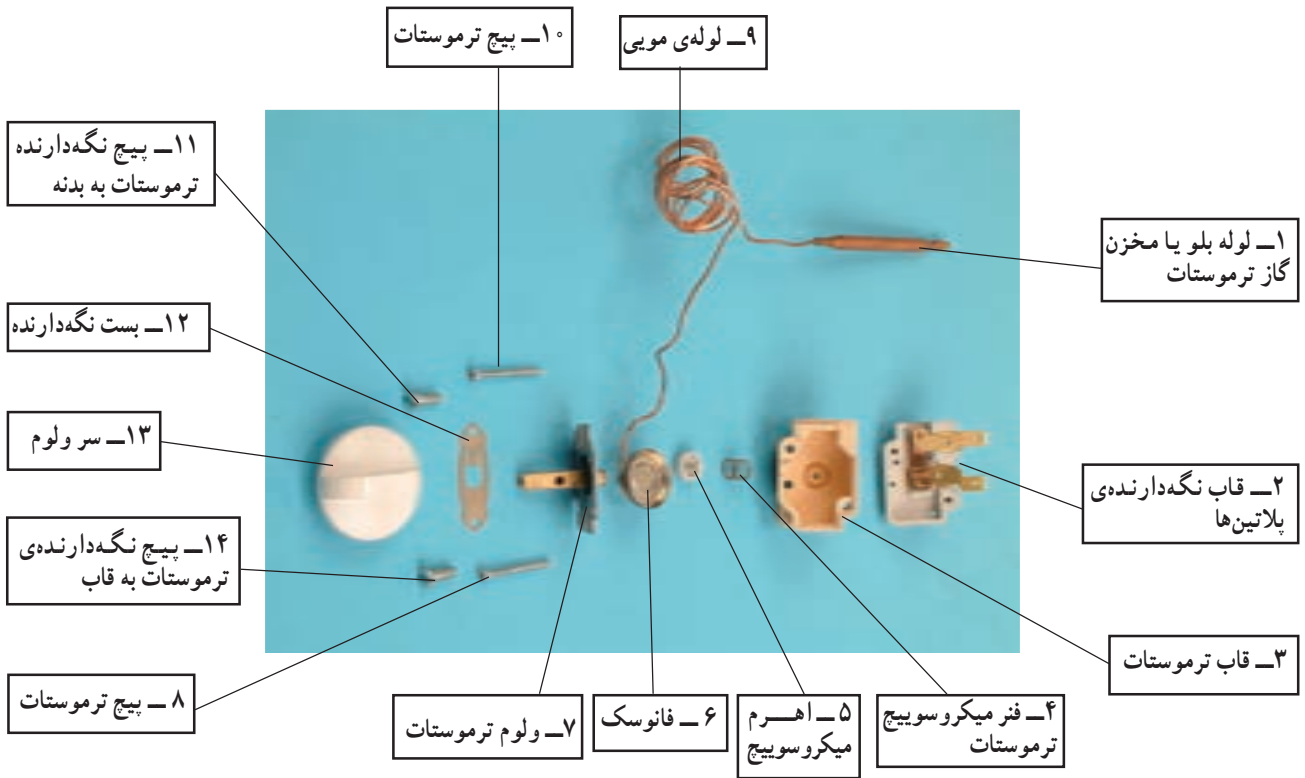 ۱۰ــ پیچ ترموستات
۹ــ لوله‌ی مویی
۱۱ــ پیچ نگه‌دارنده
ترموستات به بدنه
۱ــ لوله بلو یا مخزن
گاز ترموستات
۱۲ــ بست نگه‌دارنده
۱۳ــ سر ولوم
۲ــ قاب نگه‌دارنده‌ی
پلاتین‌ها
۱۴ــ پیچ نگه‌دارنده‌ی
ترموستات به قاب
۳ــ قاب ترموستات
۸ ــ پیچ ترموستات
۷ــ ولوم ترموستات
۶ ــ فانوسک
۵ ــ اهـــرم
میکروسوییچ
۴ــ فنر میکروسوییچ
ترموستات